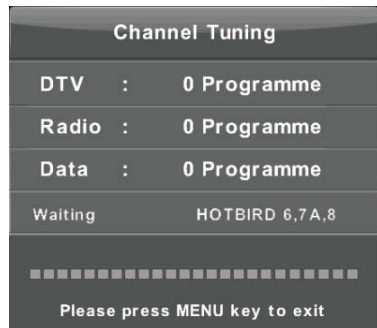 Channel Tuning
DTV : 0 Programme
Radio : 0 Programme
Data : 0 Programme
Waiting HOTBIRD 6,7A,8
Please press MENU key to exit